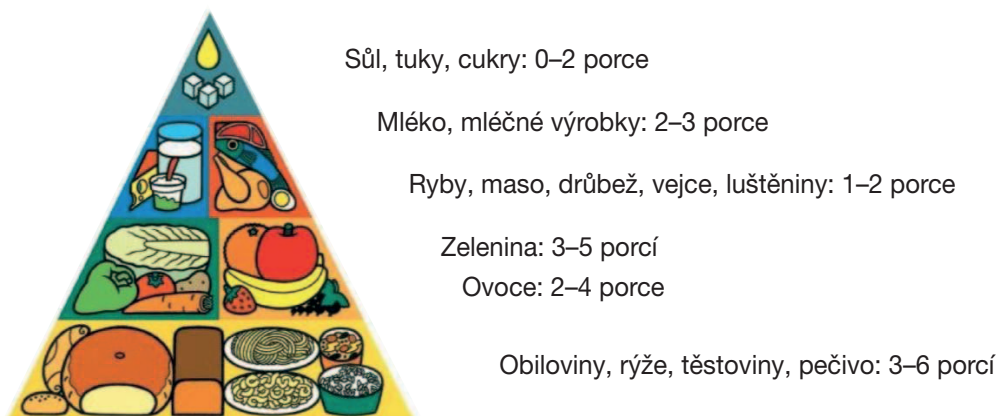 Sůl, tuky, cukry: 0–2 porce
Mléko, mléčné výrobky: 2–3 porce
Ryby, maso, drůbež, vejce, luštěniny: 1–2 porce
Zelenina: 3–5 porcí
Ovoce: 2–4 porce
Obiloviny, rýže, těstoviny, pečivo: 3–6 porcí